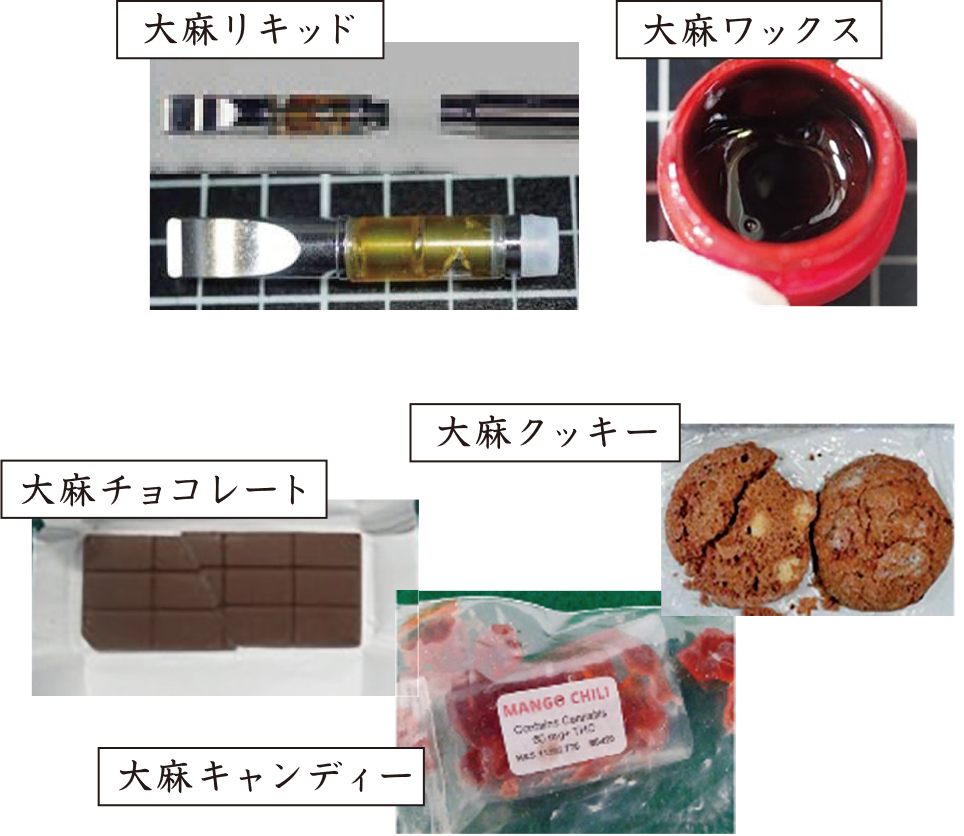 大麻リキッド
大麻ワックス
大麻クッキー
大麻チョコレート
MANGO CHILI
Contains Cannabis
THC
大麻キャンディー